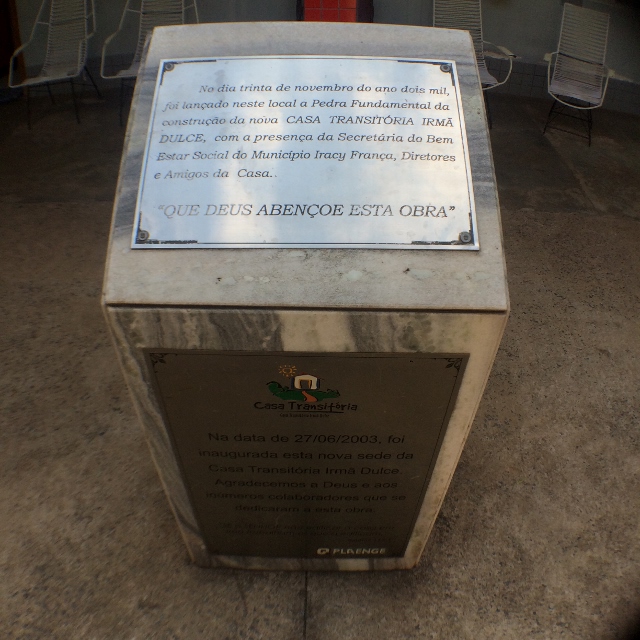 No dia trinta de novembro do ano dois mil,
foi lançado neste local a Pedra Fundamental da
construção da nova CASA TRANSITÓRIA IRMÃ
DULCE, com a presença da Secretária do Bem
Estar Social do Município Iracy França, Diretores
e Amigos da Casa..
"QUE DEUS ABENÇOE ESTA OBRA"
Casa Transitória
Na data de 27/06/2003, foi
inaugurada esta nova sede da
Casa Transitória Irmã Dulce.
Agradecemos a Deus e aos
inúmeros colaboradores que se
dedicaram a esta obra.
PLAENGE